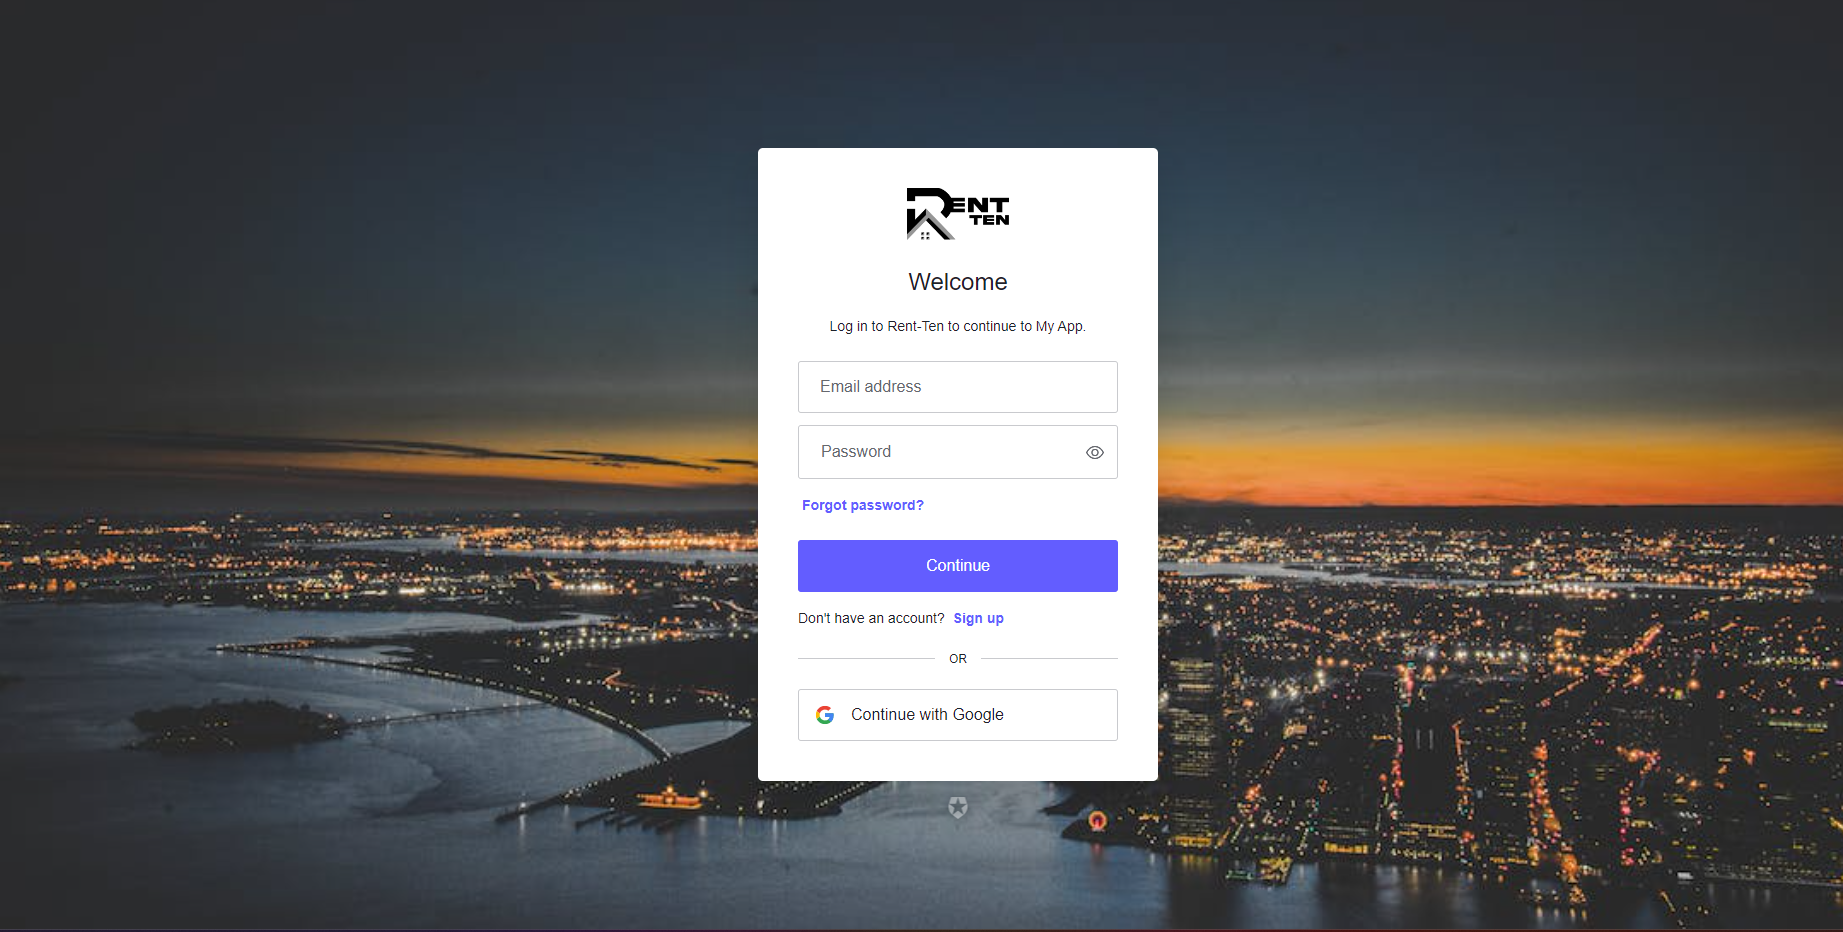 RENT
TEN
Welcome
Log in to Rent-Ten to continue to My App.
Email address
Password
Forgot password?
Continue
Don't have an account? Sign up
OR
Continue with Google